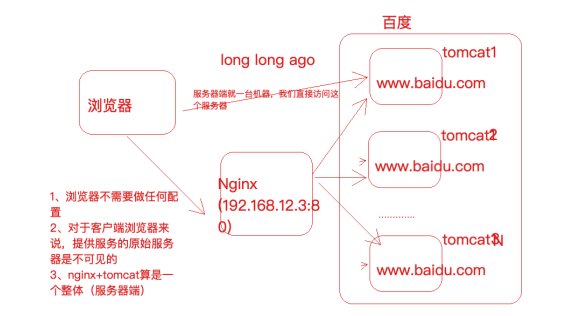 百度
long long ago
tomcat1
www.baidu.com
服务器端就一台机器，我们直接访问这
个服务器
浏览器
tomcat2
www.baidu.com
Nginx
(192.168.12.3:8
0)
1、浏览器不需要做任何配
置
2、对于客户端浏览器来
说，提供服务的原始服务
器是不可见的
3、nginx+tomcat算是一
个整体（服务器端）
.............
tomcatN
www.baidu.com